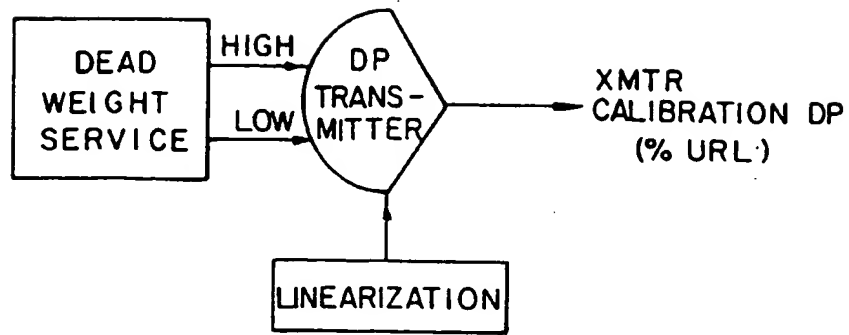 DEAD
WEIGHT
SERVICE
HIGH
LOW
DP
TRANS-
MITTER
XMTR
CALIBRATION DP
(% URL)
LINEARIZATION